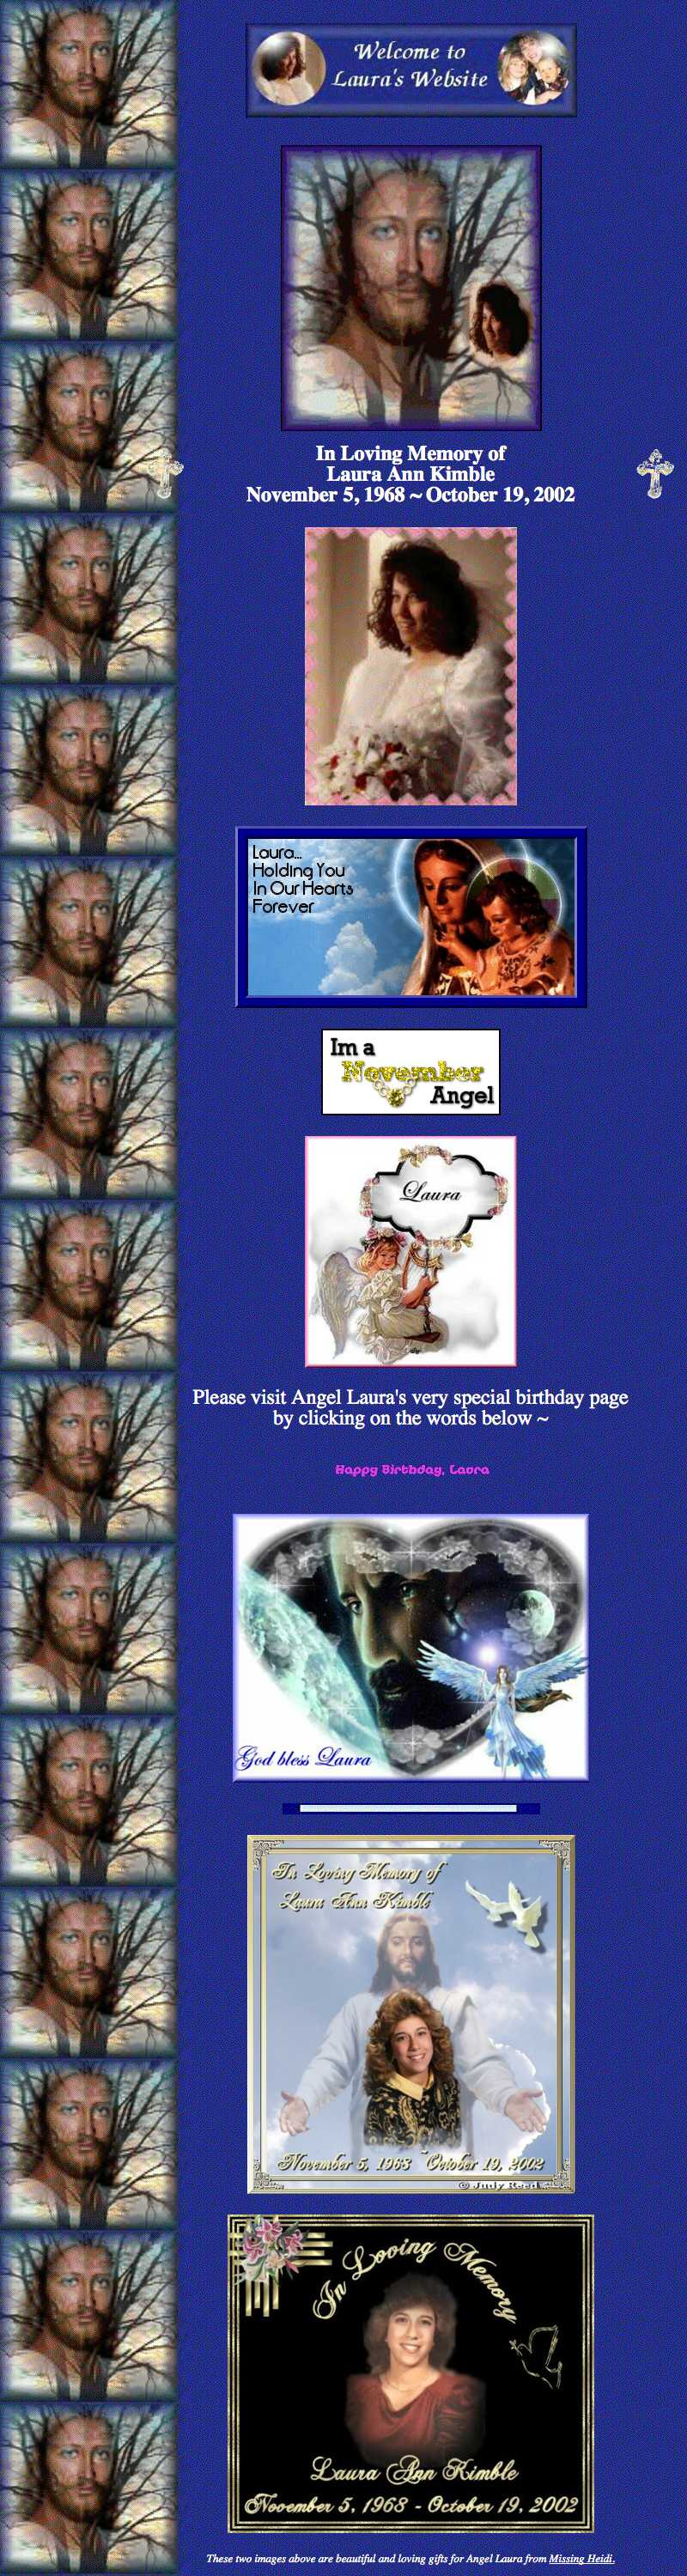 Welcome to
Laura's Website
In Loving Memory of
Laura Ann Kimble
November 5, 1968 ~ October 19, 2002
Laura...
Holding You
In Our Hearts
Forever
Im a
November
Angel
Laura
Please visit Angel Laura's very special birthday page
by clicking on the words below ~
Happy Birthday, Laura
God bless Laura
In Loving Memory of
Laura Ann Kimble
November 5, 1968 ~ October 19, 2002
© Judy Reed
In Loving Memory
Laura Ann Kimble
November 5, 1968 - October 19, 2002
These two images above are beautiful and loving gifts for Angel Laura from Missing Heidi.